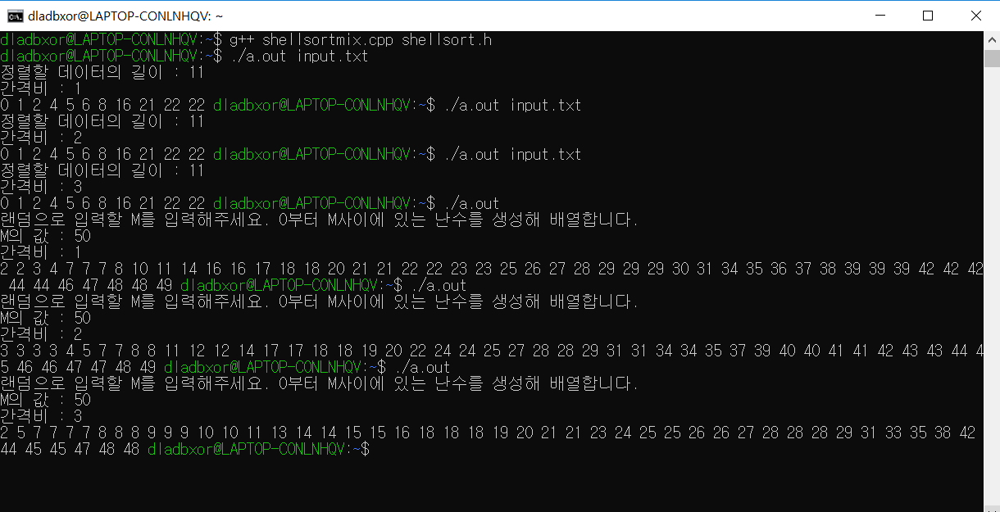 dladbxor@LAPTOP-CONLNHQV: ~
dladbxor@LAPTOP-CONLNHQV:~$ g++ shellsortmix.cpp shellsort.h
dladbxor@LAPTOP-CONLNHQV:~$ ./a.out input.txt
정렬할 데이터의 길이 : 11
간격비 : 1
0 1 2 4 5 6 8 16 21 22 22 dladbxor@LAPTOP-CONLNHQV:~$ ./a.out input.txt
정렬할 데이터의 길이 : 11
간격비 : 2
0 1 2 4 5 6 8 16 21 22 22 dladbxor@LAPTOP-CONLNHQV:~$ ./a.out input.txt
정렬할 데이터의 길이 : 11
간격비 : 3
0 1 2 4 5 6 8 16 21 22 22 dladbxor@LAPTOP-CONLNHQV:~$ ./a.out
랜덤으로 입력할 M를 입력해주세요. 0부터 M사이에 있는 난수를 생성해 배열합니다.
M의 값 : 50
간격비 : 1
2 2 3 4 7 7 7 8 10 11 14 16 16 17 18 18 20 21 21 22 22 23 23 25 26 27 28 29 29 29 30 31 34 35 36 37 38 39 39 39 42 42 42
44 44 46 47 48 48 49 dladbxor@LAPTOP-CONLNHQV:~$ ./a.out
랜덤으로 입력할 M를 입력해주세요. 0부터 M사이에 있는 난수를 생성해 배열합니다.
M의 값 : 50
간격비 : 2
3 3 3 3 4 5 7 7 8 8 11 12 12 14 17 17 18 18 19 20 22 24 24 25 27 28 28 29 31 31 34 34 35 37 39 40 40 41 41 42 43 43 44 4
5 46 46 47 47 48 49 dladbxor@LAPTOP-CONLNHQV:~$ ./a.out
랜덤으로 입력할 M를 입력해주세요. 0부터 M사이에 있는 난수를 생성해 배열합니다.
M의 값 : 50
간격비 : 3
2 5 7 7 7 7 8 8 8 9 9 9 10 10 11 13 14 14 15 15 16 18 18 18 19 20 21 21 23 24 25 25 26 26 27 28 28 28 29 31 33 35 38 42
44 45 45 47 48 48 dladbxor@LAPTOP-CONLNHQV:~$